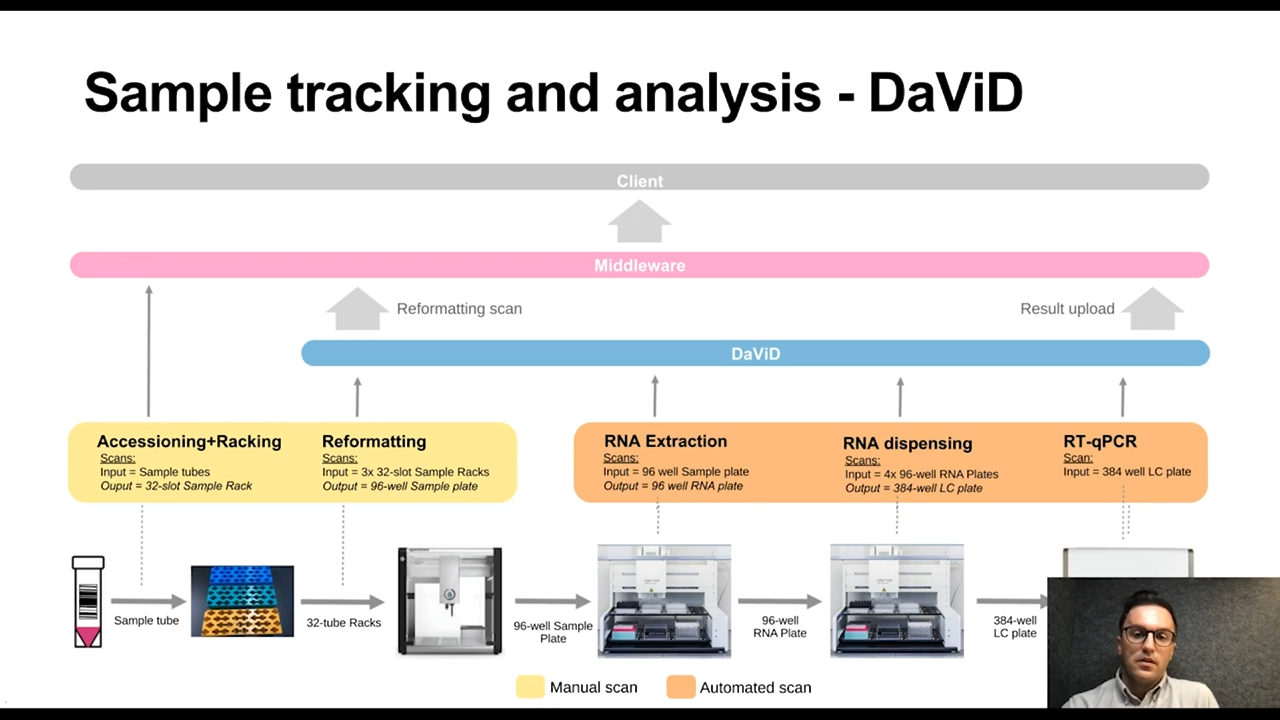 Sample tracking and analysis - DaViD
Client
Middleware
Reformatting scan
Result upload
DaViD
Accessioning+Racking
Scans:
Input = Sample tubes
Ouput = 32-slot Sample Rack
Reformatting
Scans:
Input = 3x 32-slot Sample Racks
Output = 96-well Sample plate
RNA Extraction
Scans:
Input = 96 well Sample plate
Output = 96 well RNA plate
RNA dispensing
Scans:
Input = 4x 96-well RNA Plates
Output = 384-well LC plate
RT-qPCR
Scan:
Input = 384 well LC plate
Sample tube
32-tube Racks
96-well Sample
Plate
96-well
RNA Plate
384-well
LC plate
Manual scan
Automated scan